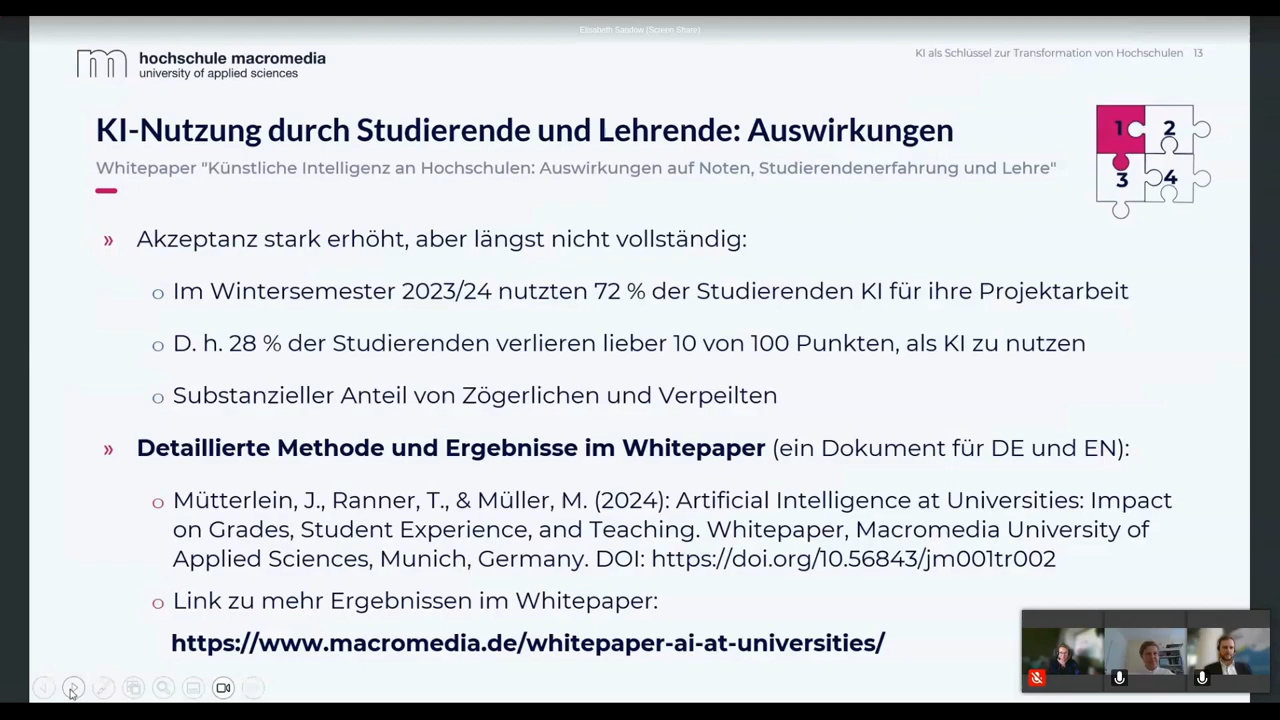 Elisabeth Sandow (Screen Share)
hochschule macromedia
university of applied sciences
KI als Schlüssel zur Transformation von Hochschulen 13
KI-Nutzung durch Studierende und Lehrende: Auswirkungen
Whitepaper "Künstliche Intelligenz an Hochschulen: Auswirkungen auf Noten, Studierendenerfahrung und Lehre"
1 2
3 4
» Akzeptanz stark erhöht, aber längst nicht vollständig:
o Im Wintersemester 2023/24 nutzten 72 % der Studierenden KI für ihre Projektarbeit
o D. h. 28 % der Studierenden verlieren lieber 10 von 100 Punkten, als KI zu nutzen
o Substanzieller Anteil von Zögerlichen und Verpeilten
» Detaillierte Methode und Ergebnisse im Whitepaper (ein Dokument für DE und EN):
o Mütterlein, J., Ranner, T., & Müller, M. (2024): Artificial Intelligence at Universities: Impact
on Grades, Student Experience, and Teaching. Whitepaper, Macromedia University of
Applied Sciences, Munich, Germany. DOI: https://doi.org/10.56843/jm001tr002
o Link zu mehr Ergebnissen im Whitepaper:
https://www.macromedia.de/whitepaper-ai-at-universities/